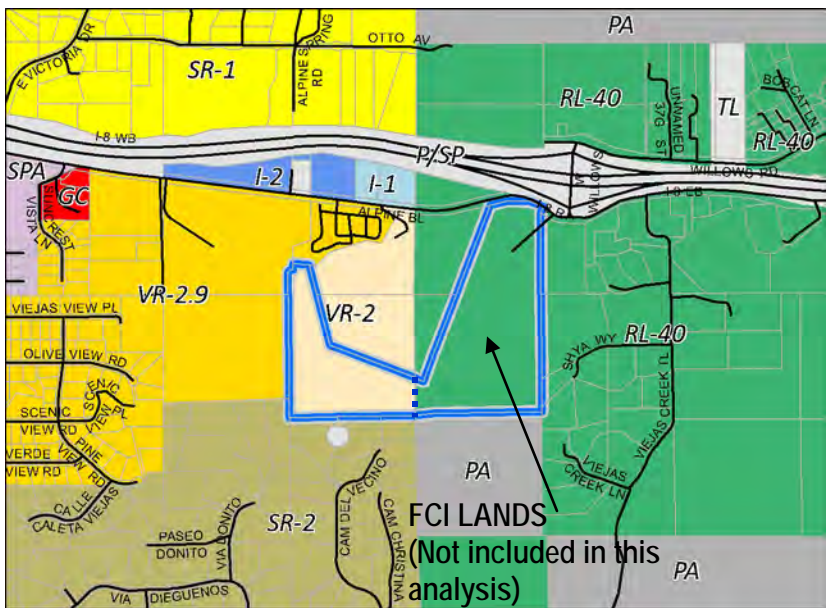 PA
E VICTORIA DR
OTTO AV
SR-1
ALPINE SPRING
RD
RL-40
UNNAMED
37G ST
TL
BOBCAT LN
RL-40
I-8 WB
P/SP
WILLOWS
WILLOWS RD
I-8 EB
SPA
GC
I-2
I-1
SUNCREST
VISTA LN
ALPINE BL
VR-2.9
VR-2
VIEJAS VIEW PL
OLIVE VIEW RD
SCENIC
VIEW PL
SCENIC
VIEW RD
VERDE
VIEW RD
PINE
VIEW RD
CALLE
CALETA VIEJAS
RL-40
SHYA WY
VIEJAS CREEK TL
VIEJAS
CREEK LN
PA
SR-2
PASEO
DONITO
VIA DONITO
CAM DEL VECINO
CAM CHRISTINA
VIA DIEGUENOS
FCI LANDS
(Not included in this
analysis)
PA